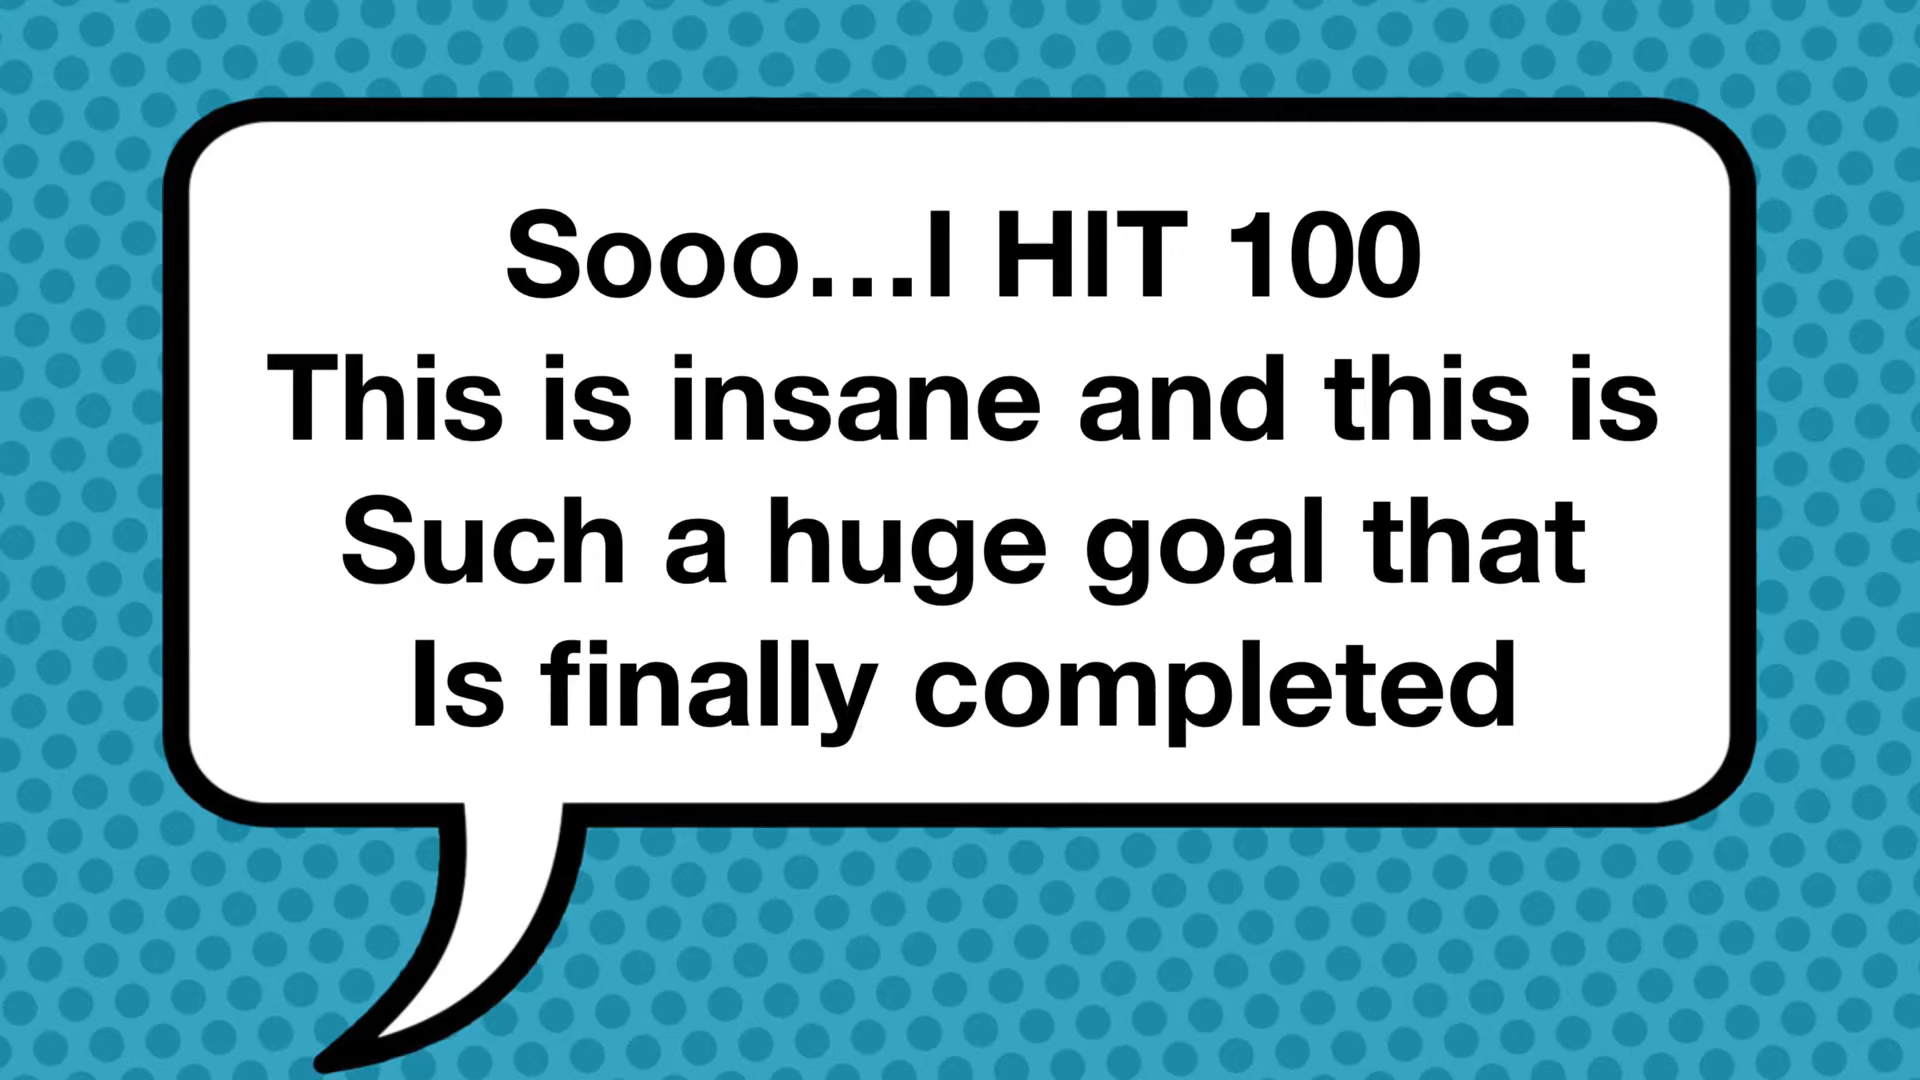 Sooo...I HIT 100
This is insane and this is
Such a huge goal that
Is finally completed